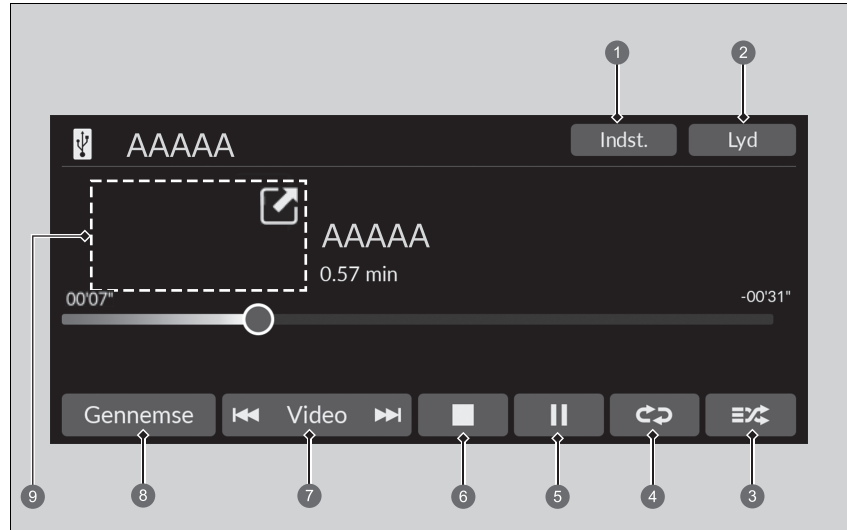 1 2
AAAAA Indst. Lyd
AAAAA
0.57 min
00'07" -00'31"
Gennemse Video
9 8 7 6 5 4 3